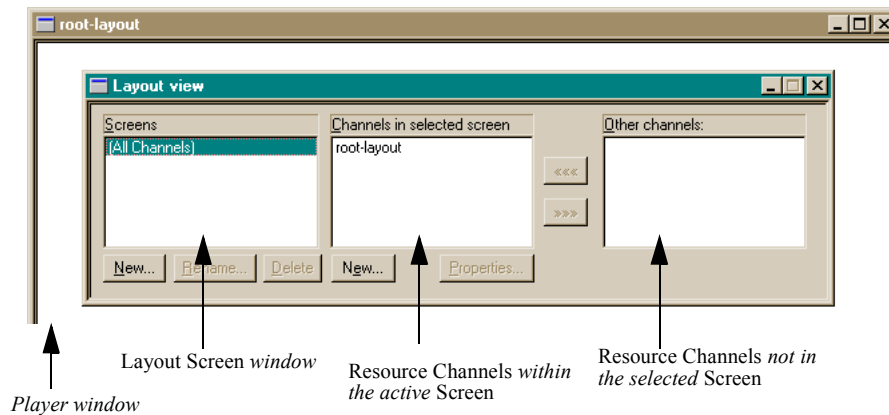 root-layout
Layout view
Screens
Channels in selected screen
Other channels:
(All Channels)
root-layout
<<<
>>>
New...
Rename...
Delete
New...
Properties...
Layout Screen window
Resource Channels within
the active Screen
Resource Channels not in
the selected Screen
Player window